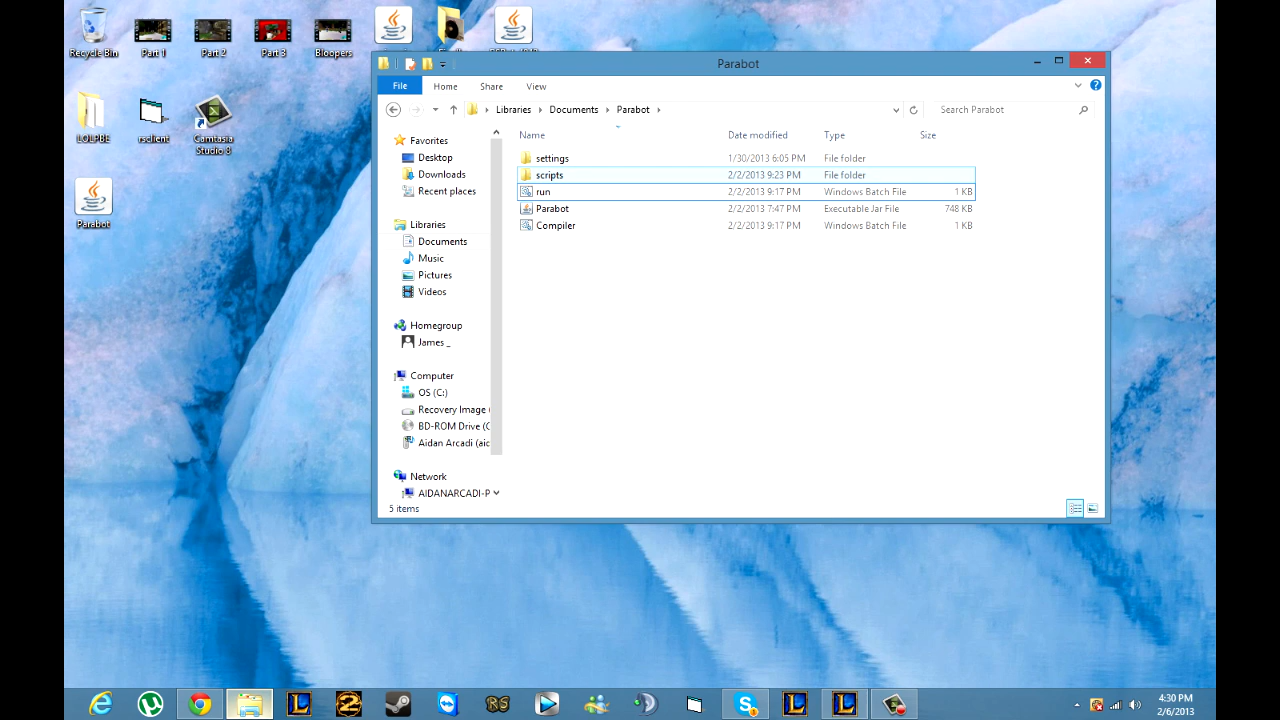 Recycle Bin
Part 1
Part 2
Part 3
Bloopers
LOLPBE
rsclient
Camtasia
Studio 8
Parabot
Parabot
File
Home
Share
View
Libraries
Documents
Parabot
Search Parabot
Name
Date modified
Type
Size
settings
1/30/2013 6:05 PM
File folder
scripts
2/2/2013 9:23 PM
File folder
run
2/2/2013 9:17 PM
Windows Batch File
1 KB
Parabot
2/2/2013 7:47 PM
Executable Jar File
748 KB
Compiler
2/2/2013 9:17 PM
Windows Batch File
1 KB
Favorites
Desktop
Downloads
Recent places
Libraries
Documents
Music
Pictures
Videos
Homegroup
James _
Computer
OS (C:)
Recovery Image (
BD-ROM Drive (
Aidan Arcadi (aid
Network
AIDANARCADI-P
5 items
RS
4:30 PM
2/6/2013